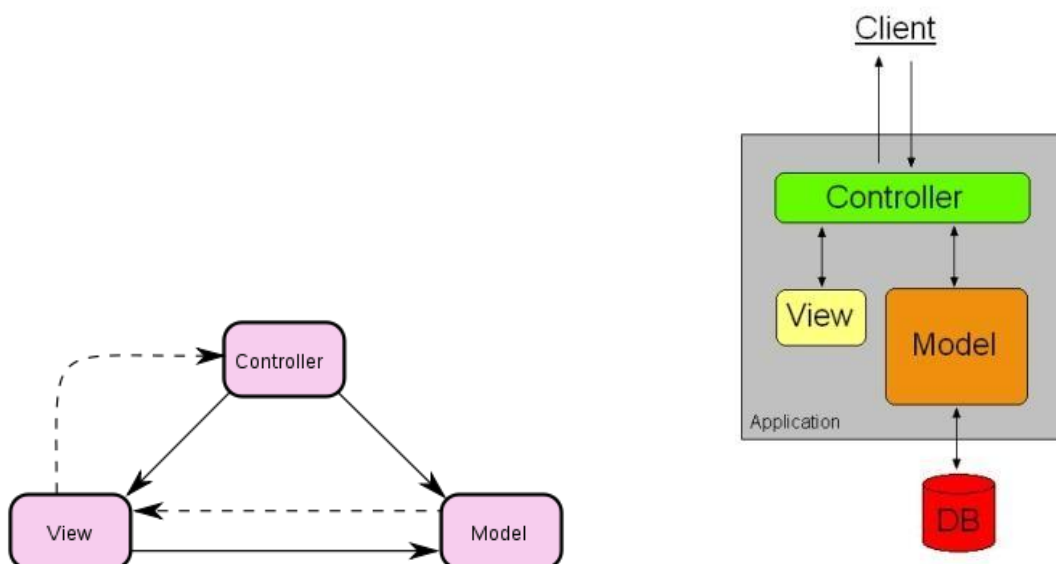 Controller
View
Model
Client
Controller
View
Model
Application
DB